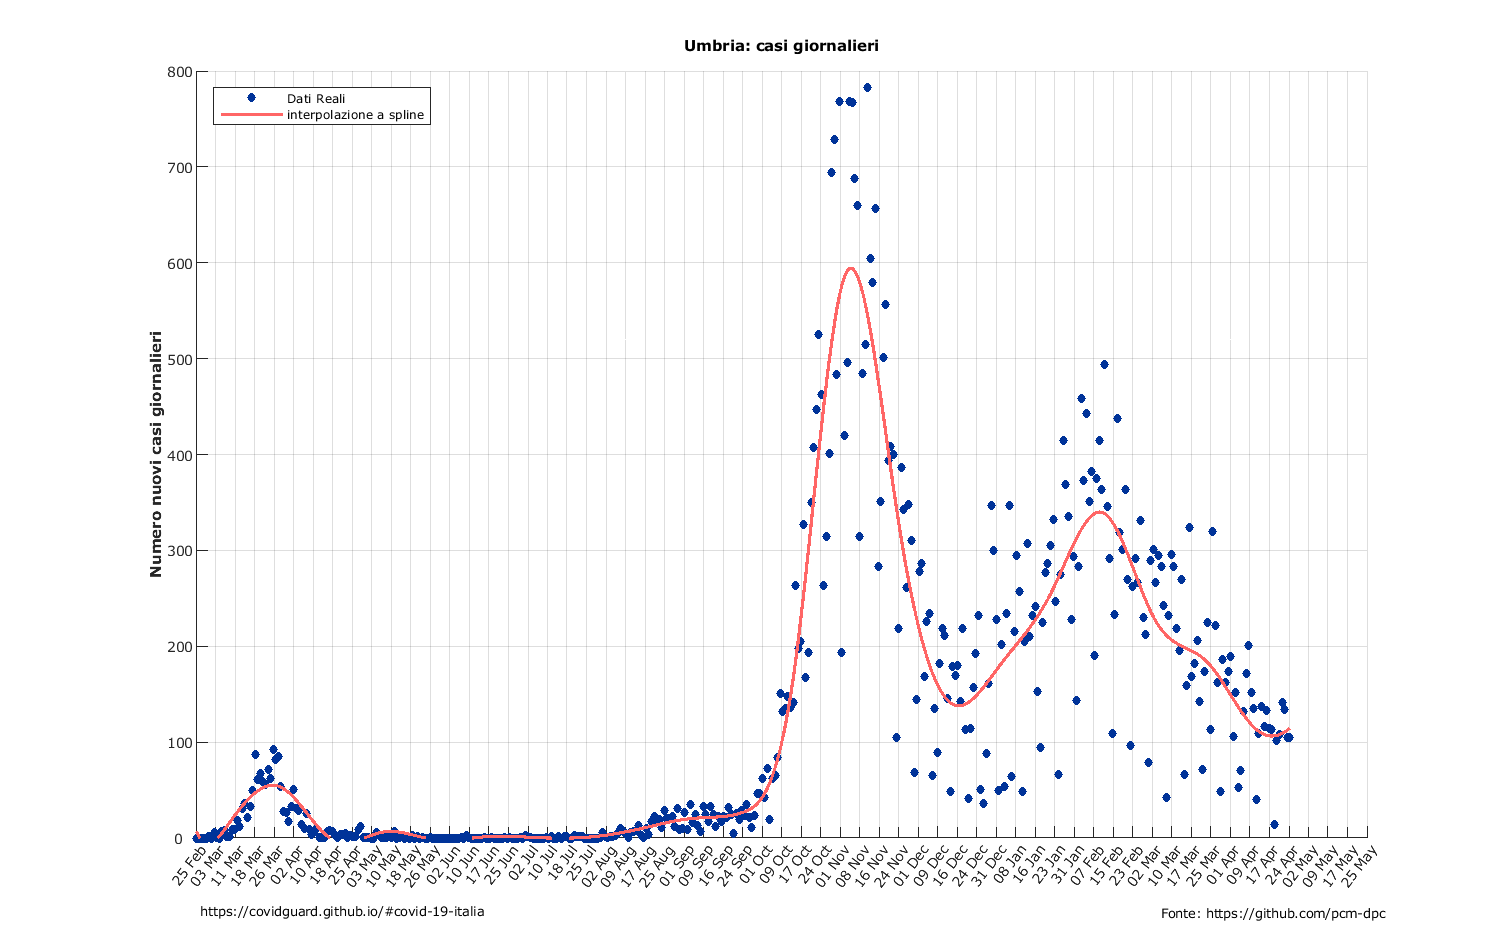 Umbria: casi giornalieri
Dati Reali
interpolazione a spline
Numero nuovi casi giornalieri
800
700
600
500
400
300
200
100
0
25 Feb
03 Mar
11 Mar
18 Mar
26 Mar
02 Apr
10 Apr
18 Apr
25 Apr
03 May
10 May
18 May
26 May
02 Jun
10 Jun
17 Jun
25 Jun
02 Jul
10 Jul
18 Jul
25 Jul
02 Aug
09 Aug
17 Aug
25 Aug
01 Sep
09 Sep
16 Sep
24 Sep
01 Oct
09 Oct
17 Oct
24 Oct
01 Nov
08 Nov
16 Nov
24 Nov
01 Dec
09 Dec
16 Dec
24 Dec
31 Dec
08 Jan
16 Jan
23 Jan
31 Jan
07 Feb
15 Feb
23 Feb
02 Mar
10 Mar
17 Mar
25 Mar
01 Apr
09 Apr
17 Apr
24 Apr
02 May
09 May
17 May
25 May
https://covidguard.github.io/#covid-19-italia
Fonte: https://github.com/pcm-dpc